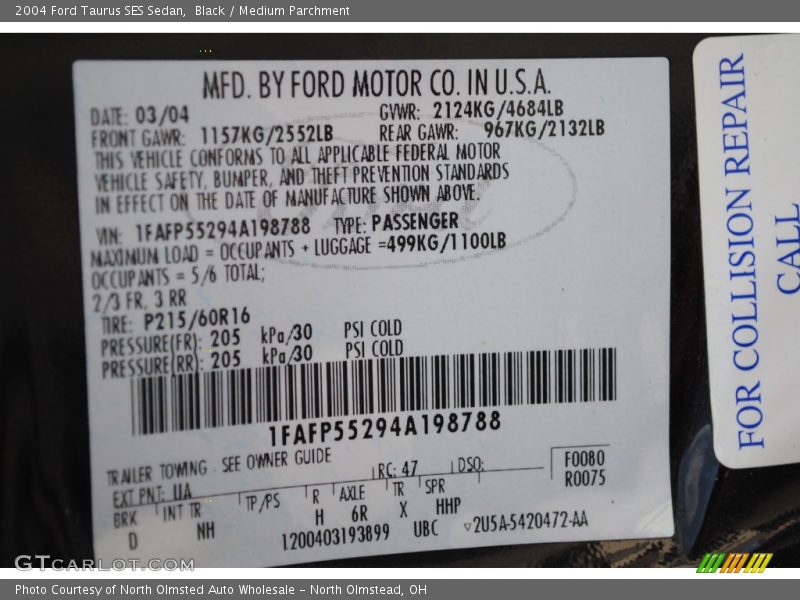 2004 Ford Taurus SES Sedan,  Black / Medium Parchment
MFD. BY FORD MOTOR CO. IN U.S.A.
DATE: 03/04 GVWR: 2124KG/4684LB
FRONT GAWR: 1157KG/2552LB REAR GAWR: 967KG/2132LB
THIS VEHICLE CONFORMS TO ALL APPLICABLE FEDERAL MOTOR
VEHICLE SAFETY, BUMPER, AND THEFT PREVENTION STANDARDS
IN EFFECT ON THE DATE OF MANUFACTURE SHOWN ABOVE.
VIN: 1FAFP55294A198788 TYPE: PASSENGER
MAXIMUM LOAD = OCCUPANTS + LUGGAGE =499KG/1100LB
OCCUPANTS = 5/6 TOTAL;
2/3 FR, 3 RR
TIRE: P215/60R16
PRESSURE(FR): 205 kPa/30 PSI COLD
PRESSURE(RR): 205 kPa/30 PSI COLD
1FAFP55294A198788
TRAILER TOWING - SEE OWNER GUIDE
EXT PNT: UA RC: 47 DSO: F0080
R0075
BRK INT TR TP/PS R AXLE TR SPR
D NH H 6R X HHP
1200403193899 UBC ▽2U5A-5420472-AA
FOR COLLISION REPAIR
CALL
GTCarLot.com
Photo Courtesy of North Olmsted Auto Wholesale - North Olmstead, OH